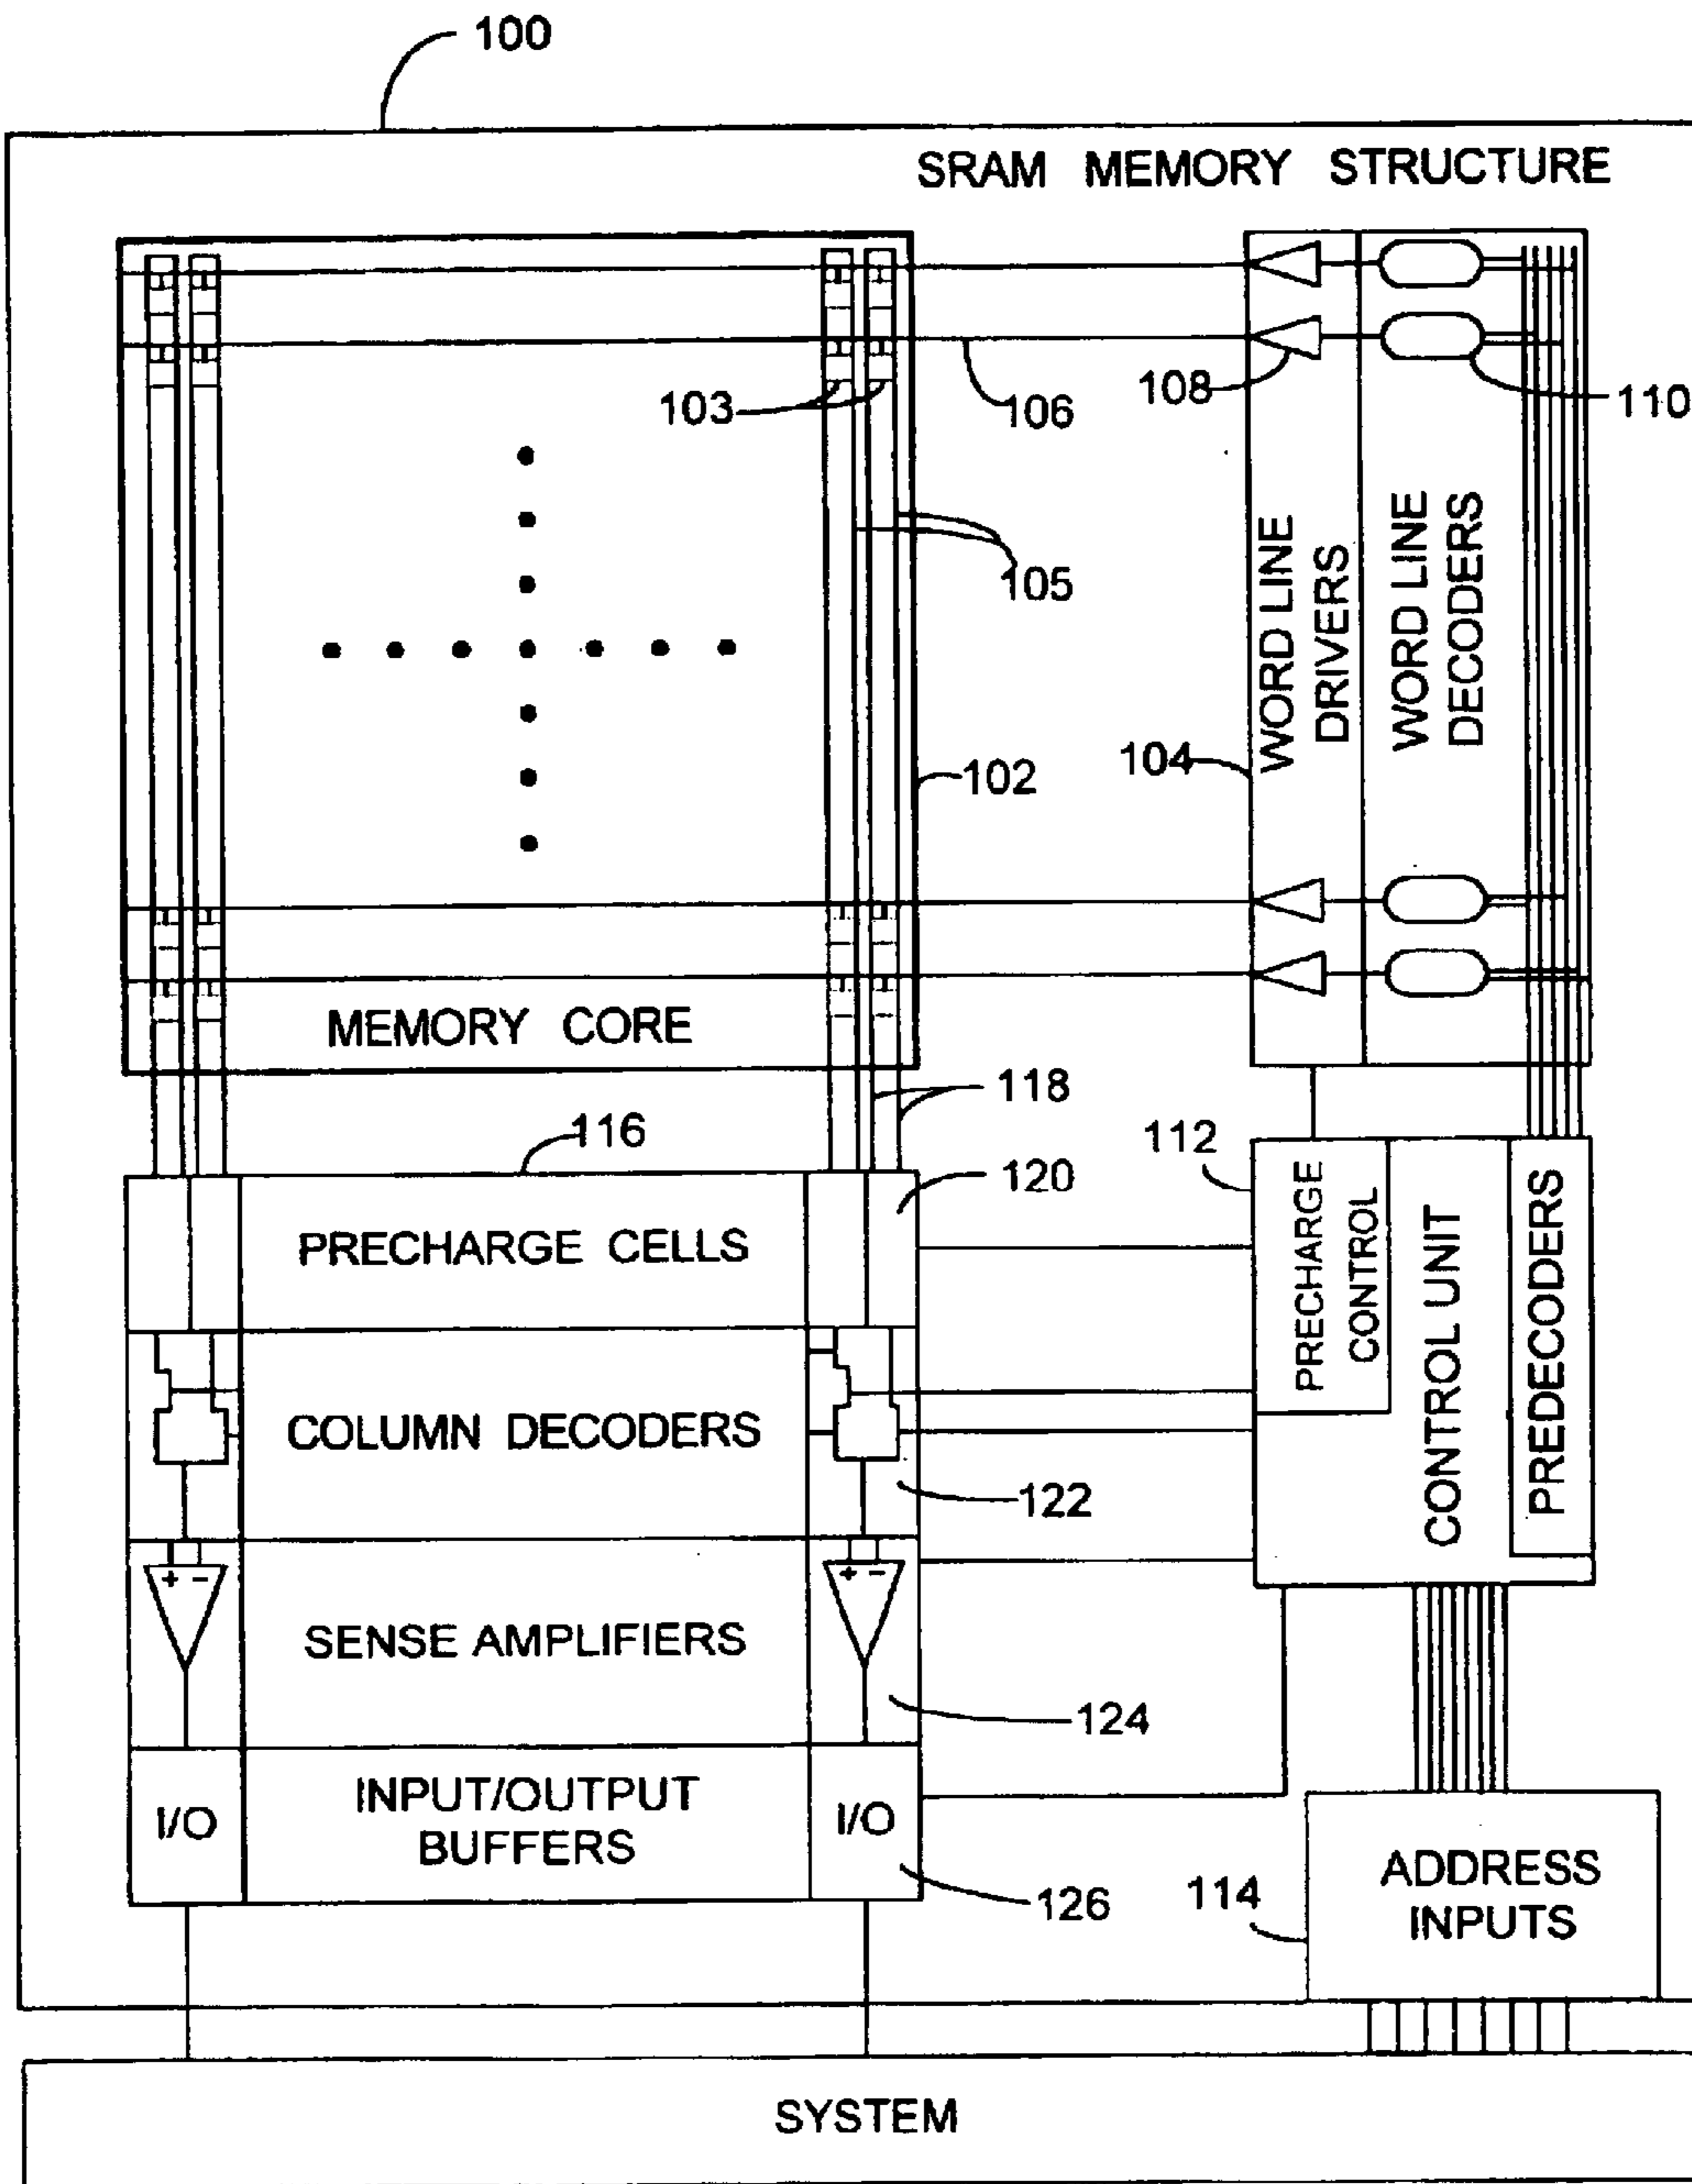 100
SRAM MEMORY STRUCTURE
103
106
108
110
105
WORD LINE
DRIVERS
WORD LINE
DECODERS
102
104
MEMORY CORE
118
116
112
120
PRECHARGE CELLS
PRECHARGE
CONTROL
CONTROL UNIT
PREDECODERS
COLUMN DECODERS
122
+ -
+ -
SENSE AMPLIFIERS
124
I/O
INPUT/OUTPUT
BUFFERS
I/O
126
114
ADDRESS
INPUTS
SYSTEM